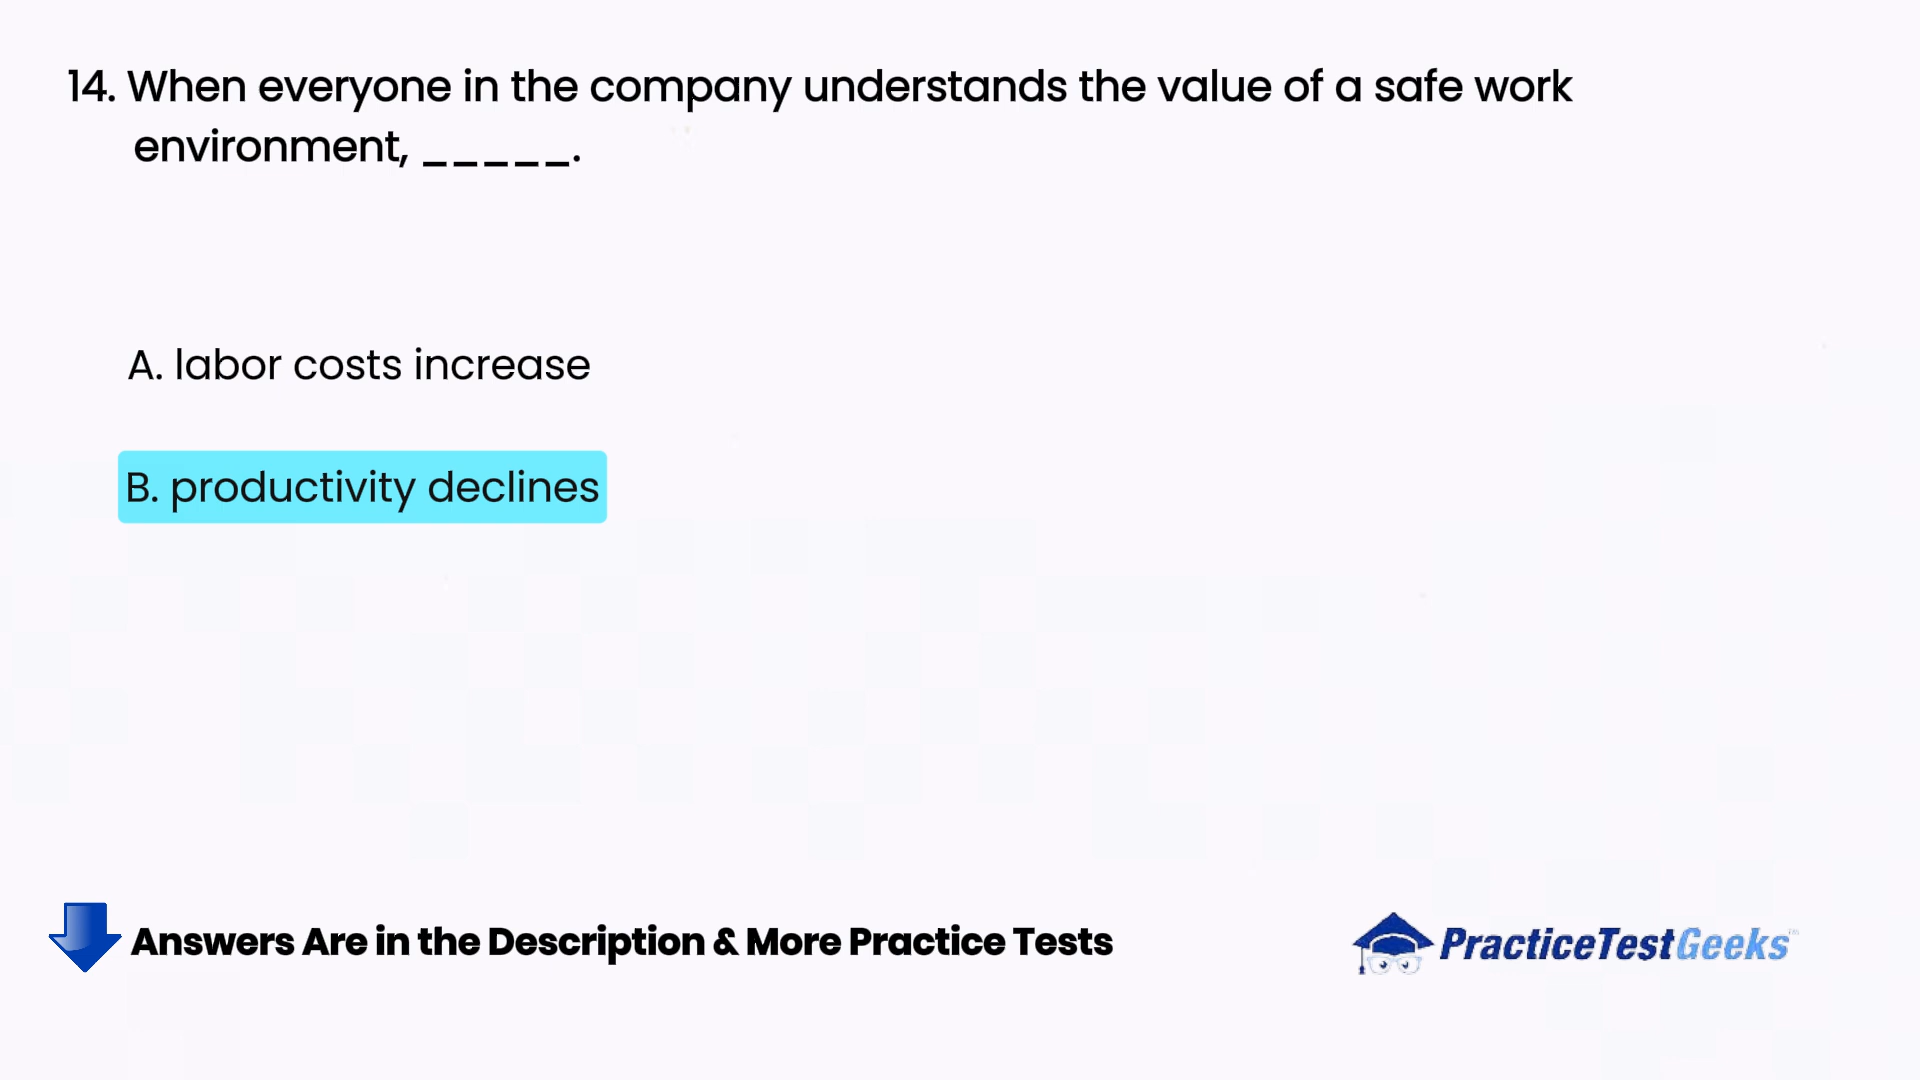 14. When everyone in the company understands the value of a safe work
environment, _____.
A. labor costs increase
B. productivity declines
Answers Are in the Description & More Practice Tests
PracticeTestGeeks™